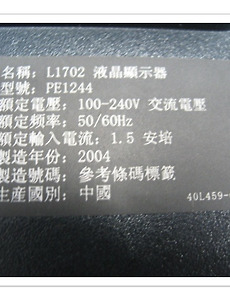 名稱: L1702 液晶顯示器
型號: PE1244
額定電壓: 100-240V 交流電壓
額定频率: 50/60Hz
額定輸入電流: 1.5 安培
製造年份: 2004
製造號碼: 參考條碼標籤
生産國別: 中國
40L459-